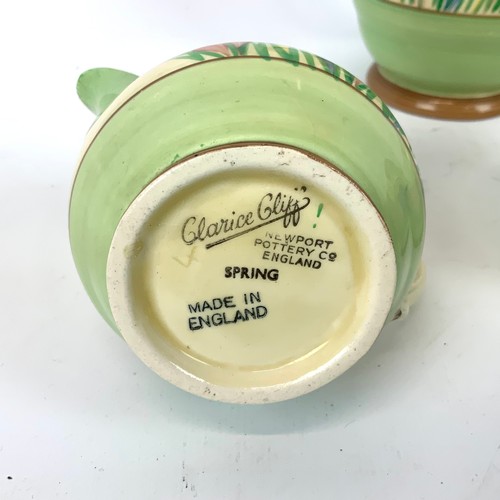 Clarice Cliff
NEWPORT
POTTERY CO
ENGLAND
SPRING
MADE IN
ENGLAND